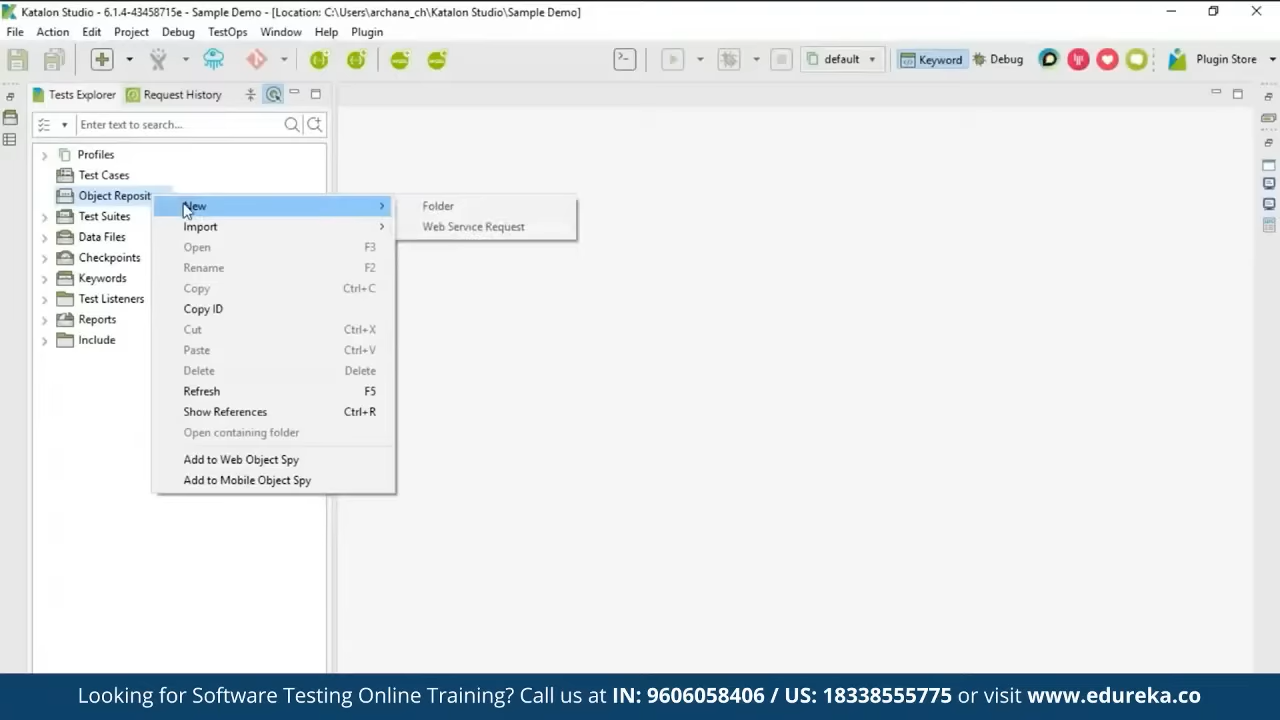 Katalon Studio - 6.1.4-43458715e - Sample Demo - [Location: C:\Users\archana_ch\Katalon Studio\Sample Demo]
File Action Edit Project Debug TestOps Window Help Plugin
default Keyword Debug Plugin Store
Tests Explorer Request History
Enter text to search...
Profiles
Test Cases
Object Reposit
Test Suites
Data Files
Checkpoints
Keywords
Test Listeners
Reports
Include
New
Import
Open F3
Rename F2
Copy Ctrl+C
Copy ID
Cut Ctrl+X
Paste Ctrl+V
Delete Delete
Refresh F5
Show References Ctrl+R
Open containing folder
Add to Web Object Spy
Add to Mobile Object Spy
Folder
Web Service Request
Looking for Software Testing Online Training? Call us at IN: 9606058406 / US: 18338555775 or visit www.edureka.co